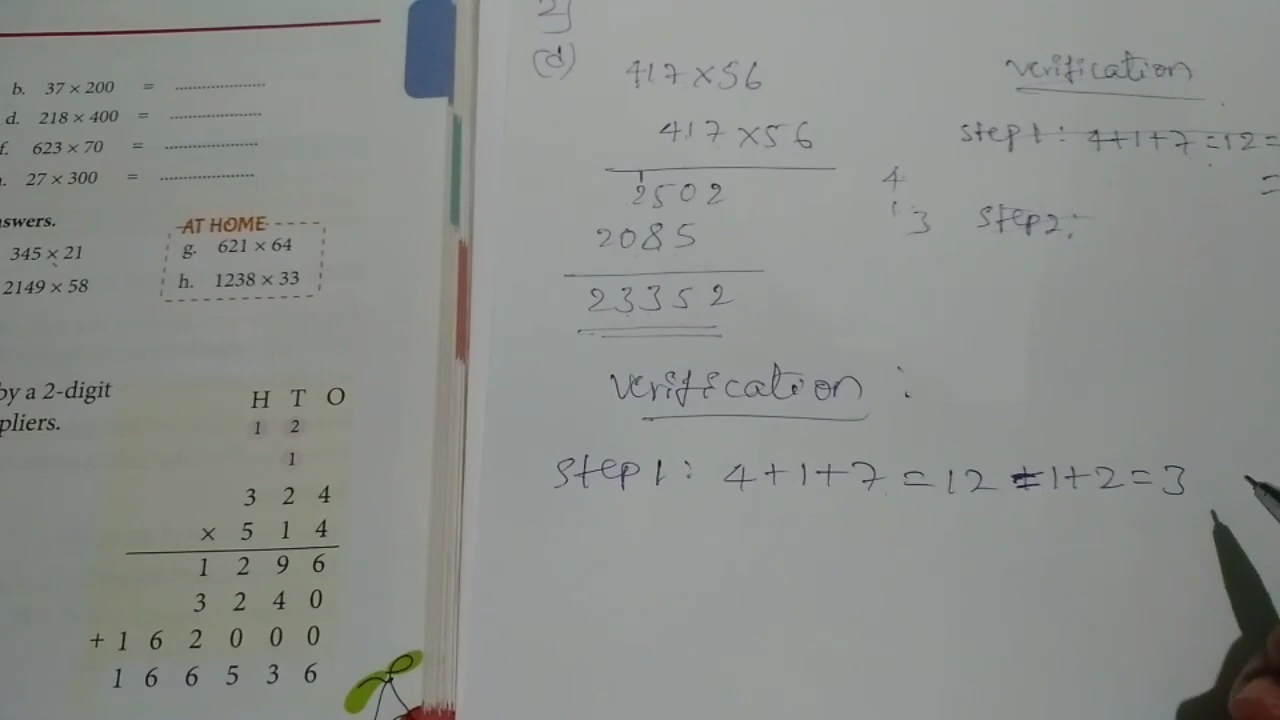 b. 37 × 200 = ....................
d. 218 × 400 = ....................
f. 623 × 70 = ....................
. 27 × 300 = ....................
swers.
345 × 21
2149 × 58
AT HOME
g. 621 × 64
h. 1238 × 33
by a 2-digit
pliers.
H T O
1 2
1
3 2 4
× 5 1 4
1 2 9 6
3 2 4 0
+ 1 6 2 0 0 0
1 6 6 5 3 6
2]
(d)
417 × 56
417 × 56
2502
2085
23352
4
1 3
verification
step1: 4+1+7=12=
=
step2:
verification:
step1: 4+1+7=12=1+2=3